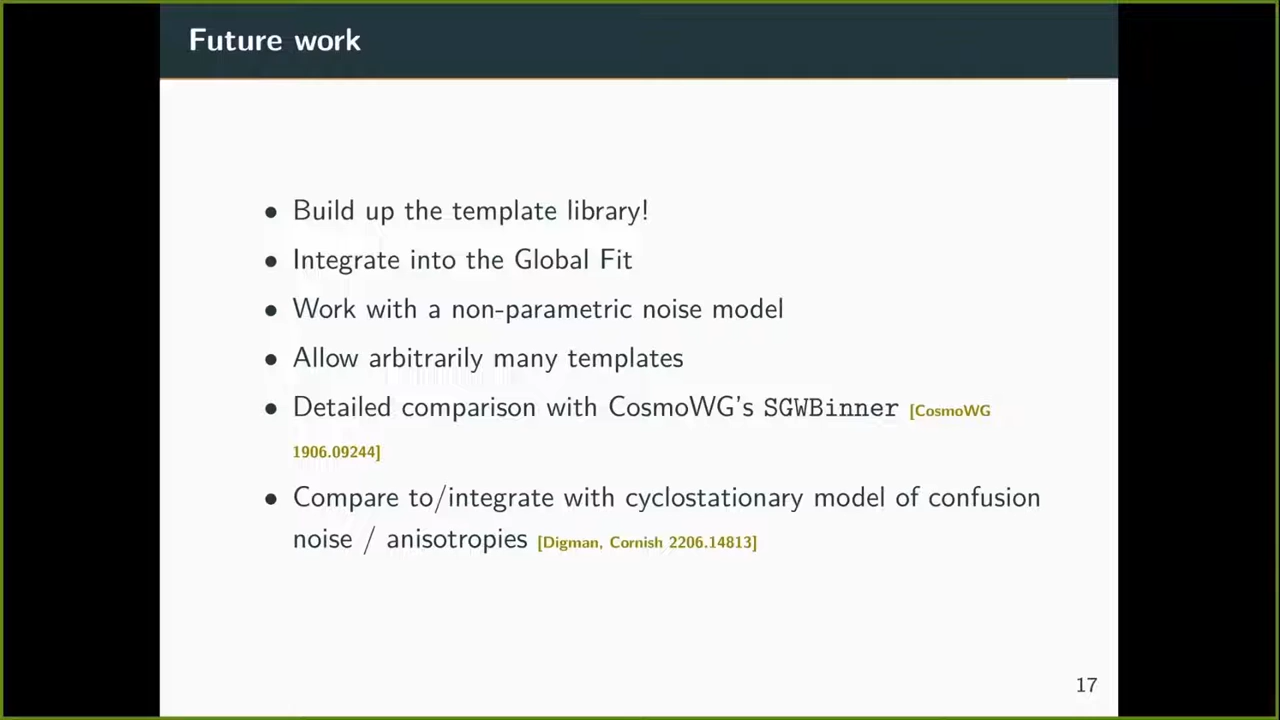 Future work
• Build up the template library!
• Integrate into the Global Fit
• Work with a non-parametric noise model
• Allow arbitrarily many templates
• Detailed comparison with CosmoWG's SGWBinner [CosmoWG
1906.09244]
• Compare to/integrate with cyclostationary model of confusion
noise / anisotropies [Digman, Cornish 2206.14813]
17